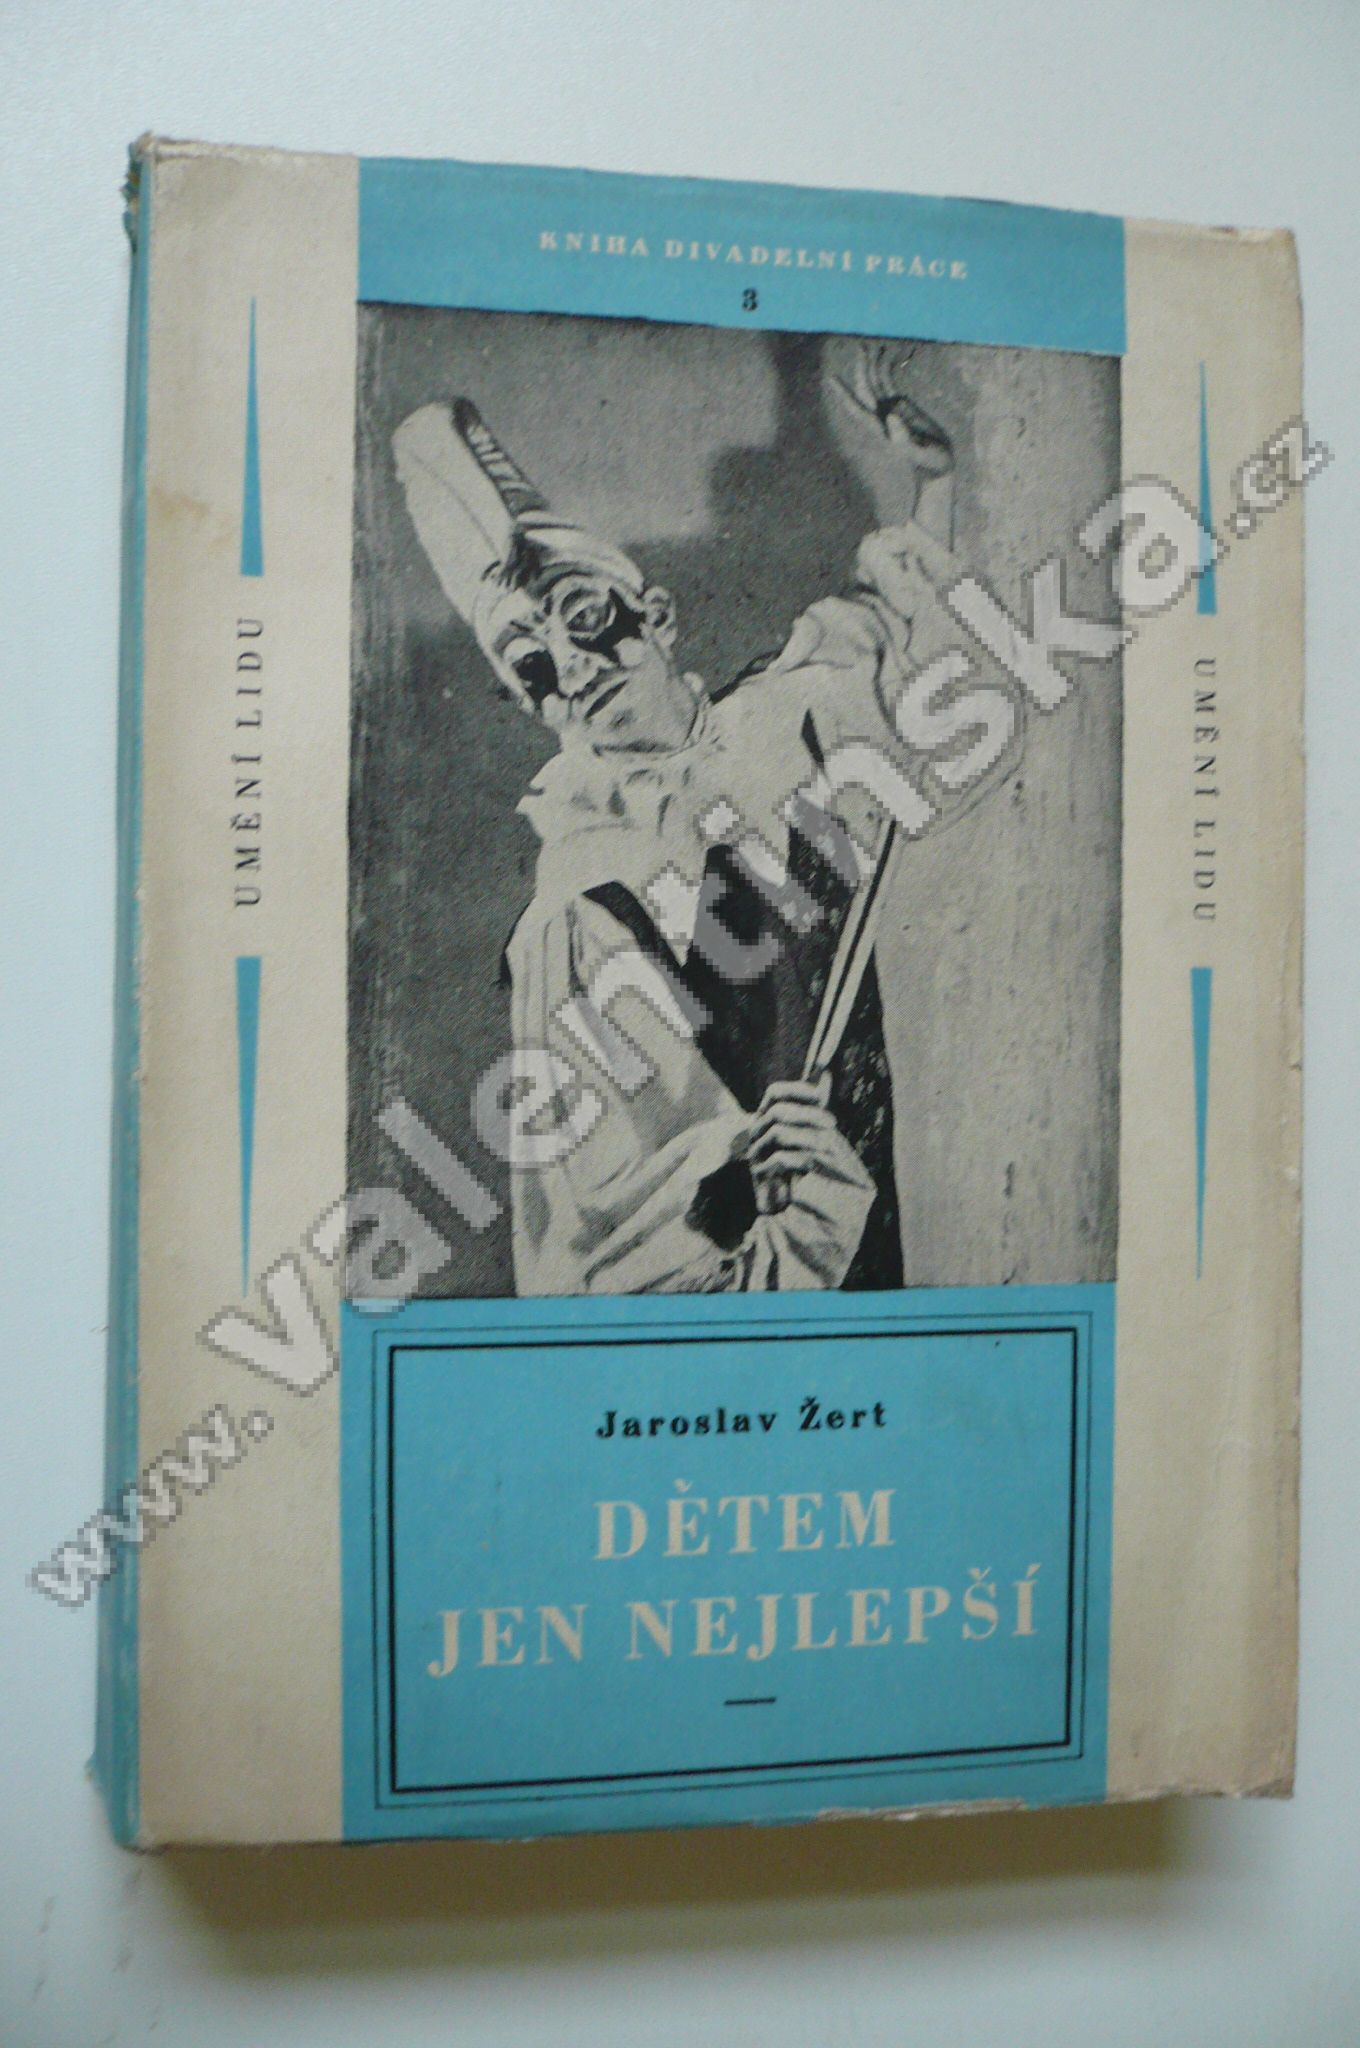 KNIHA DIVADELNÍ PRÁCE
3
UMĚNÍ LIDU
UMĚNÍ LIDU
Jaroslav Žert
DĚTEM
JEN NEJLEPŠÍ
www.Valentinska.cz